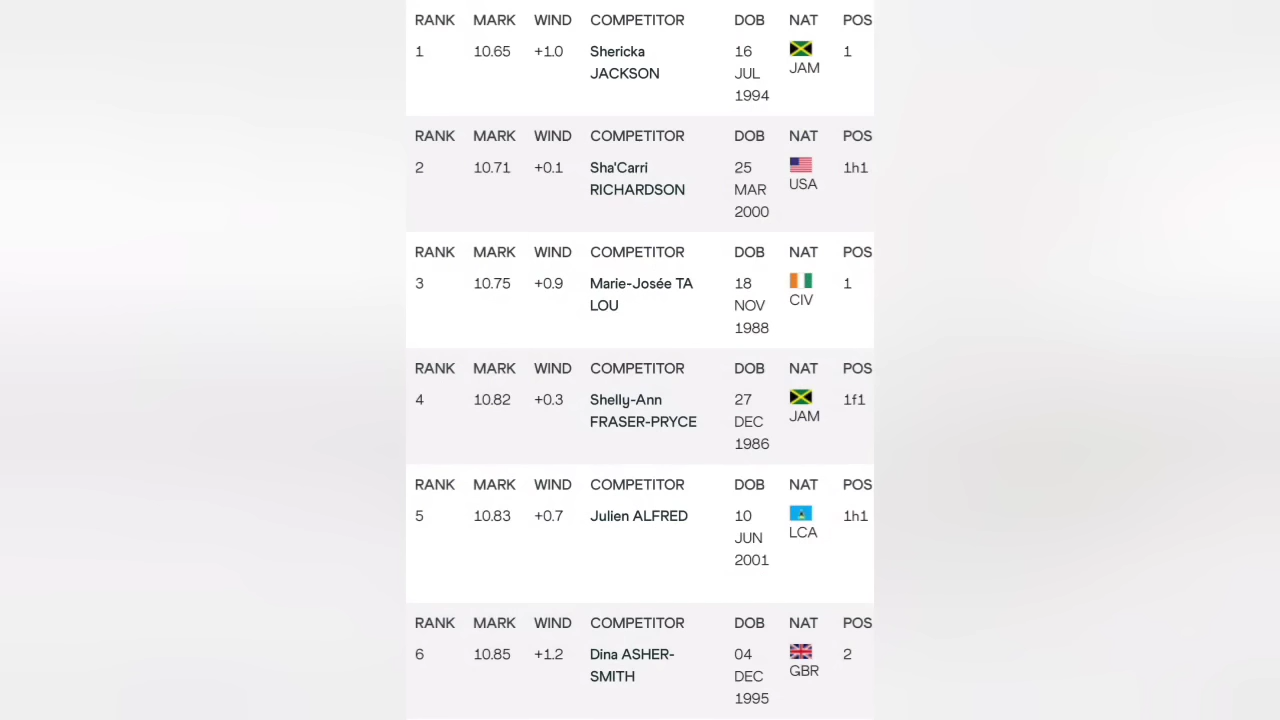 RANK MARK WIND COMPETITOR DOB NAT POS
1 10.65 +1.0 Shericka 16 JAM 1
JACKSON JUL
1994
RANK MARK WIND COMPETITOR DOB NAT POS
2 10.71 +0.1 Sha'Carri 25 USA 1h1
RICHARDSON MAR
2000
RANK MARK WIND COMPETITOR DOB NAT POS
3 10.75 +0.9 Marie-Josée TA 18 CIV 1
LOU NOV
1988
RANK MARK WIND COMPETITOR DOB NAT POS
4 10.82 +0.3 Shelly-Ann 27 JAM 1f1
FRASER-PRYCE DEC
1986
RANK MARK WIND COMPETITOR DOB NAT POS
5 10.83 +0.7 Julien ALFRED 10 LCA 1h1
JUN
2001
RANK MARK WIND COMPETITOR DOB NAT POS
6 10.85 +1.2 Dina ASHER- 04 GBR 2
SMITH DEC
1995